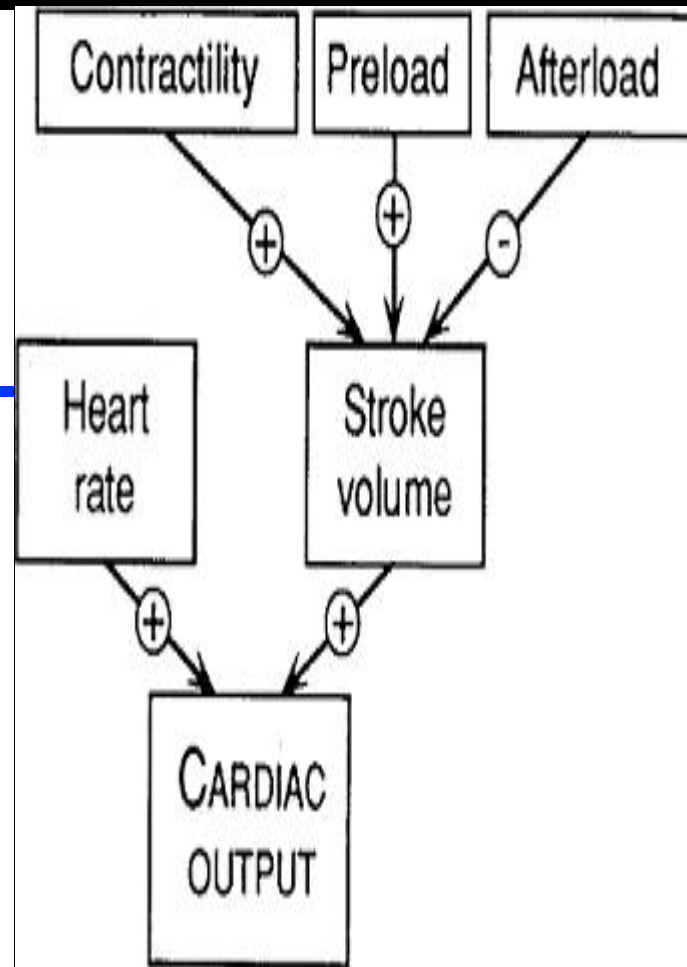 Contractility
Preload
Afterload
+
+
-
Heart
rate
Stroke
volume
+
+
CARDIAC
OUTPUT